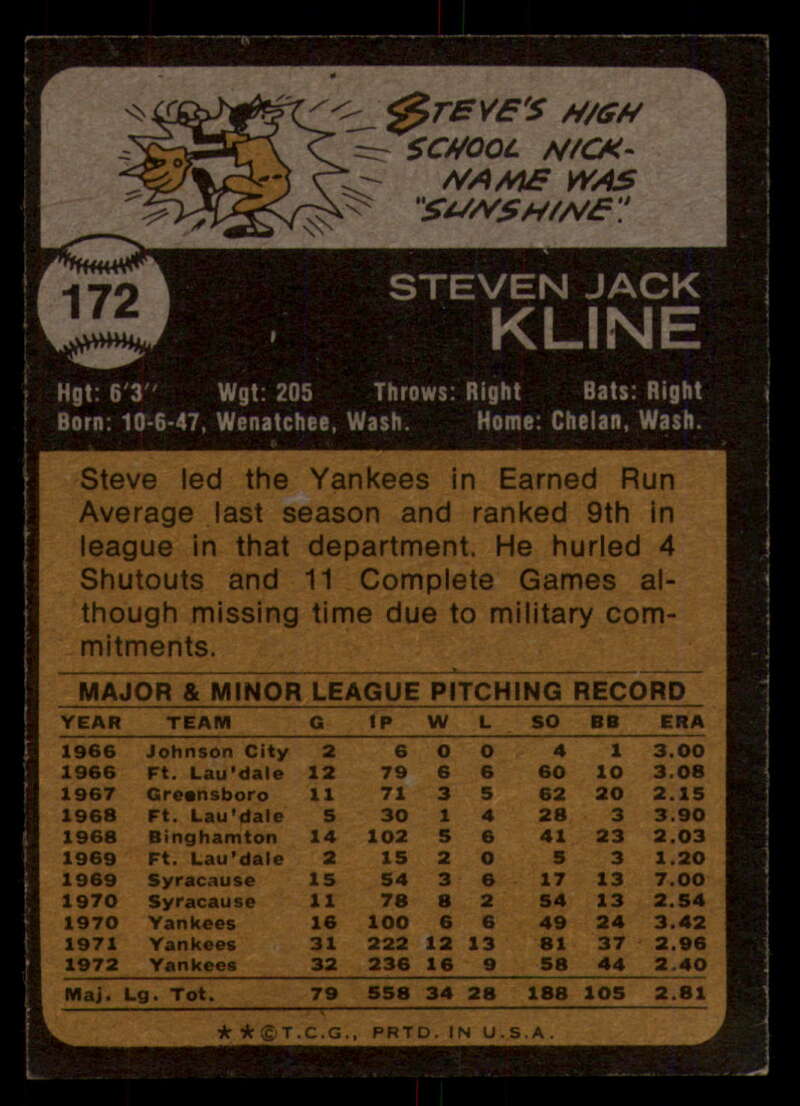 STEVE'S HIGH
SCHOOL NICK-
NAME WAS
"SUNSHINE".
172
STEVEN JACK
KLINE
Hgt: 6'3" Wgt: 205 Throws: Right Bats: Right
Born: 10-6-47, Wenatchee, Wash. Home: Chelan, Wash.
Steve led the Yankees in Earned Run
Average last season and ranked 9th in
league in that department. He hurled 4
Shutouts and 11 Complete Games al-
though missing time due to military com-
mitments.
MAJOR & MINOR LEAGUE PITCHING RECORD
YEAR TEAM G IP W L SO BB ERA
1966 Johnson City 2 6 0 0 4 1 3.00
1966 Ft. Lau'dale 12 79 6 6 60 10 3.08
1967 Greensboro 11 71 3 5 62 20 2.15
1968 Ft. Lau'dale 5 30 1 4 28 3 3.90
1968 Binghamton 14 102 5 6 41 23 2.03
1969 Ft. Lau'dale 2 15 2 0 5 3 1.20
1969 Syracause 15 54 3 6 17 13 7.00
1970 Syracause 11 78 8 2 54 13 2.54
1970 Yankees 16 100 6 6 49 24 3.42
1971 Yankees 31 222 12 13 81 37 2.96
1972 Yankees 32 236 16 9 58 44 2.40
Maj. Lg. Tot. 79 558 34 28 188 105 2.81
★ ★ © T.C.G., PRTD. IN U.S.A.